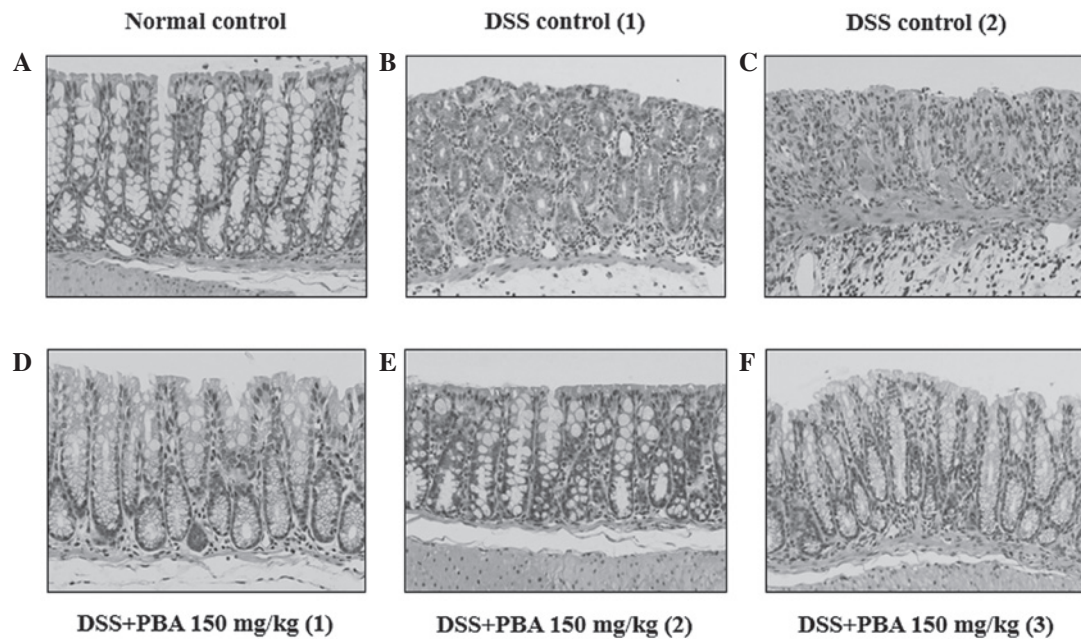 Normal control
DSS control (1)
DSS control (2)
A
B
C
D
E
F
DSS+PBA 150 mg/kg (1)
DSS+PBA 150 mg/kg (2)
DSS+PBA 150 mg/kg (3)